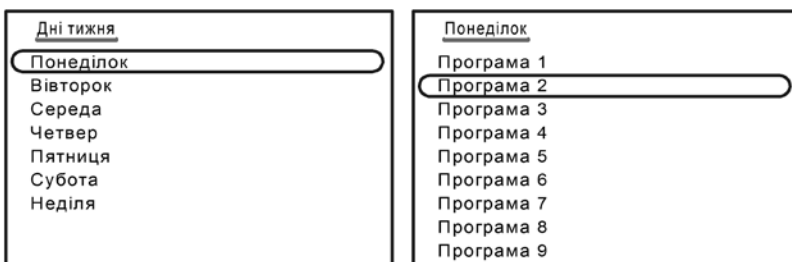 Дні тижня
Понеділок
Вівторок
Середа
Четвер
Пятниця
Субота
Неділя
Понеділок
Програма 1
Програма 2
Програма 3
Програма 4
Програма 5
Програма 6
Програма 7
Програма 8
Програма 9